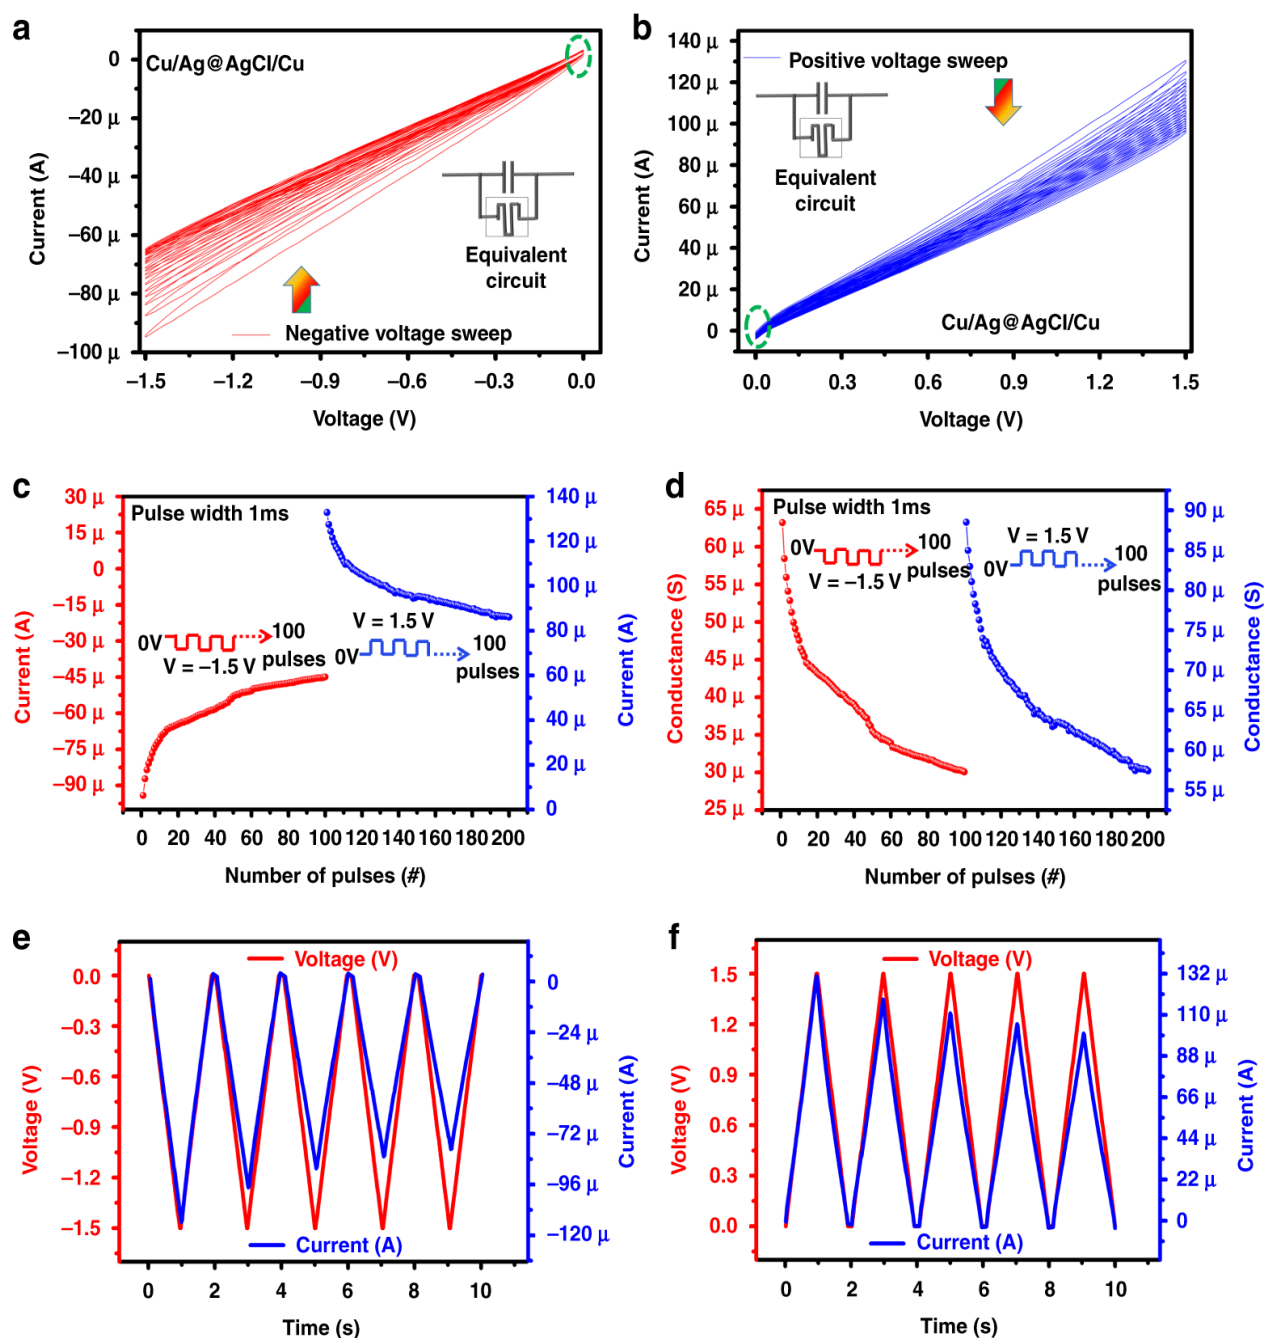 a
Cu/Ag@AgCl/Cu
0
−20 μ
−40 μ
−60 μ
−80 μ
−100 μ
Current (A)
Equivalent
circuit
Negative voltage sweep
−1.5 −1.2 −0.9 −0.6 −0.3 0.0
Voltage (V)
b
140 μ
120 μ
100 μ
80 μ
60 μ
40 μ
20 μ
0
Current (A)
Positive voltage sweep
Equivalent
circuit
Cu/Ag@AgCl/Cu
0.0 0.3 0.6 0.9 1.2 1.5
Voltage (V)
c
30 μ
15 μ
0
−15 μ
−30 μ
−45 μ
−60 μ
−75 μ
−90 μ
Current (A)
Pulse width 1ms
0V
V = −1.5 V
100
pulses
V = 1.5 V
0V
100
pulses
140 μ
120 μ
100 μ
80 μ
60 μ
40 μ
20 μ
0
Current (A)
0 20 40 60 80 100 120 140 160 180 200
Number of pulses (#)
d
65 μ
60 μ
55 μ
50 μ
45 μ
40 μ
35 μ
30 μ
25 μ
Conductance (S)
Pulse width 1ms
0V
V = −1.5 V
100
pulses
V = 1.5 V
0V
100
pulses
90 μ
85 μ
80 μ
75 μ
70 μ
65 μ
60 μ
55 μ
Conductance (S)
0 20 40 60 80 100 120 140 160 180 200
Number of pulses (#)
e
Voltage (V)
0.0
−0.3
−0.6
−0.9
−1.2
−1.5
Voltage (V)
0
−24 μ
−48 μ
−72 μ
−96 μ
−120 μ
Current (A)
Current (A)
0 2 4 6 8 10
Time (s)
f
Voltage (V)
1.5
1.2
0.9
0.6
0.3
0.0
Voltage (V)
132 μ
110 μ
88 μ
66 μ
44 μ
22 μ
0
Current (A)
Current (A)
0 2 4 6 8 10
Time (s)